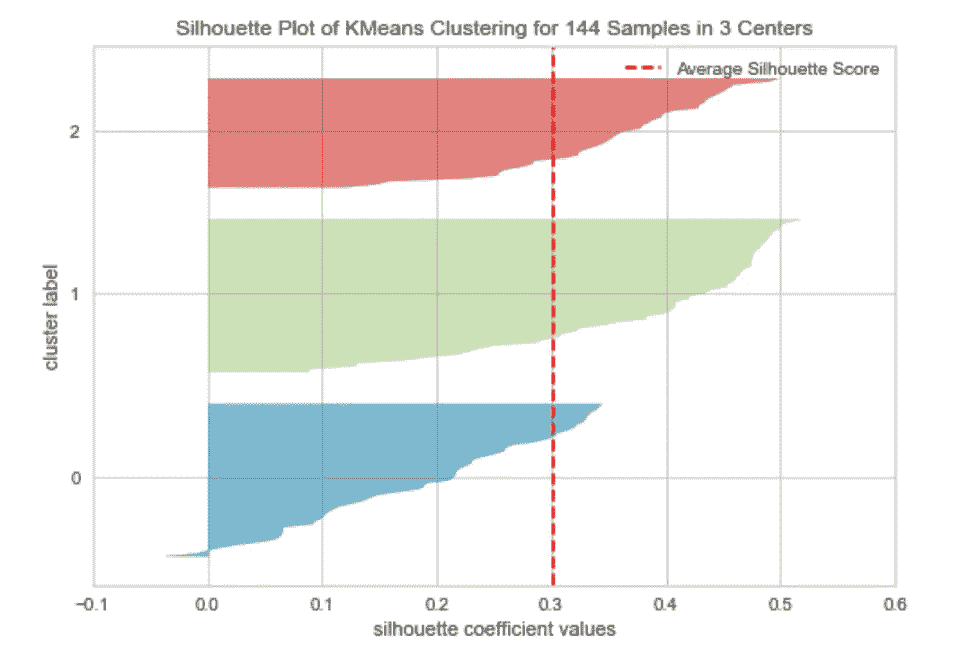 Silhouette Plot of KMeans Clustering for 144 Samples in 3 Centers
Average Silhouette Score
2
1
0
cluster label
−0.1 0.0 0.1 0.2 0.3 0.4 0.5 0.6
silhouette coefficient values